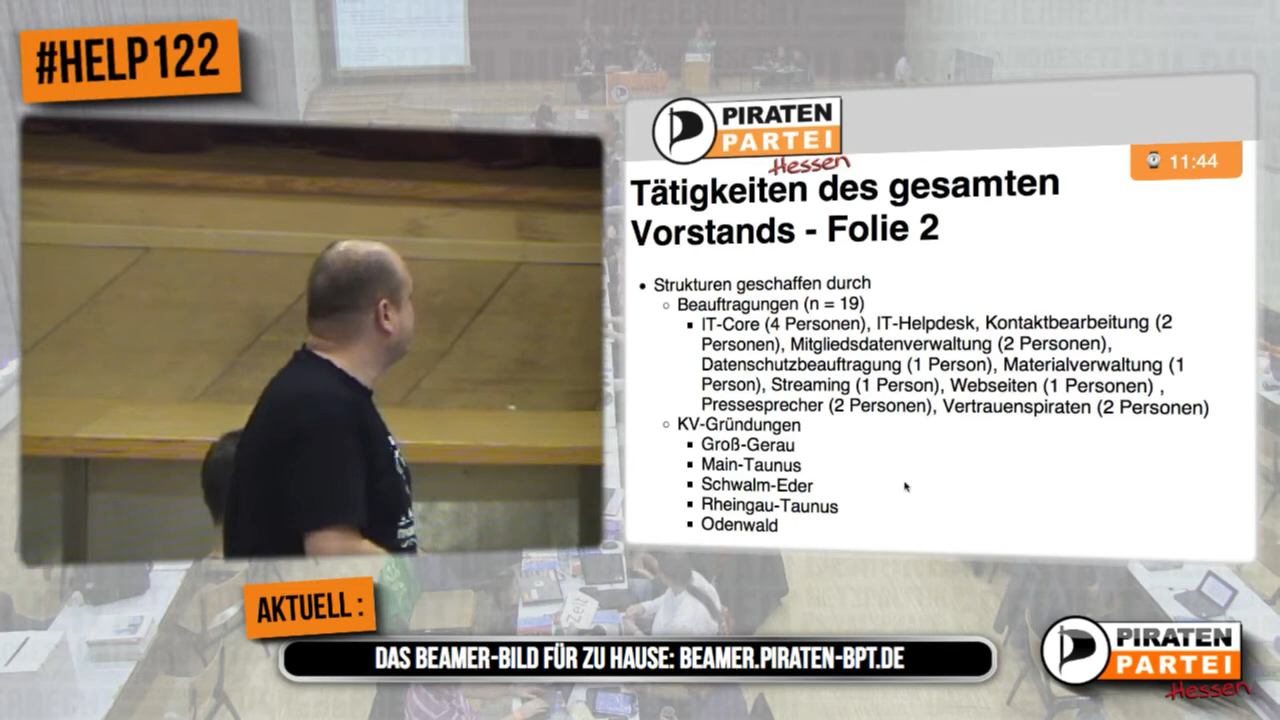 #HELP122
PIRATEN
PARTEI
Hessen
11:44
Tätigkeiten des gesamten
Vorstands - Folie 2
• Strukturen geschaffen durch
○ Beauftragungen (n = 19)
▪ IT-Core (4 Personen), IT-Helpdesk, Kontaktbearbeitung (2
Personen), Mitgliedsdatenverwaltung (2 Personen),
Datenschutzbeauftragung (1 Person), Materialverwaltung (1
Person), Streaming (1 Person), Webseiten (1 Personen) ,
Pressesprecher (2 Personen), Vertrauenspiraten (2 Personen)
○ KV-Gründungen
▪ Groß-Gerau
▪ Main-Taunus
▪ Schwalm-Eder
▪ Rheingau-Taunus
▪ Odenwald
Zeit
AKTUELL :
DAS BEAMER-BILD FÜR ZU HAUSE: BEAMER.PIRATEN-BPT.DE
PIRATEN
PARTEI
Hessen